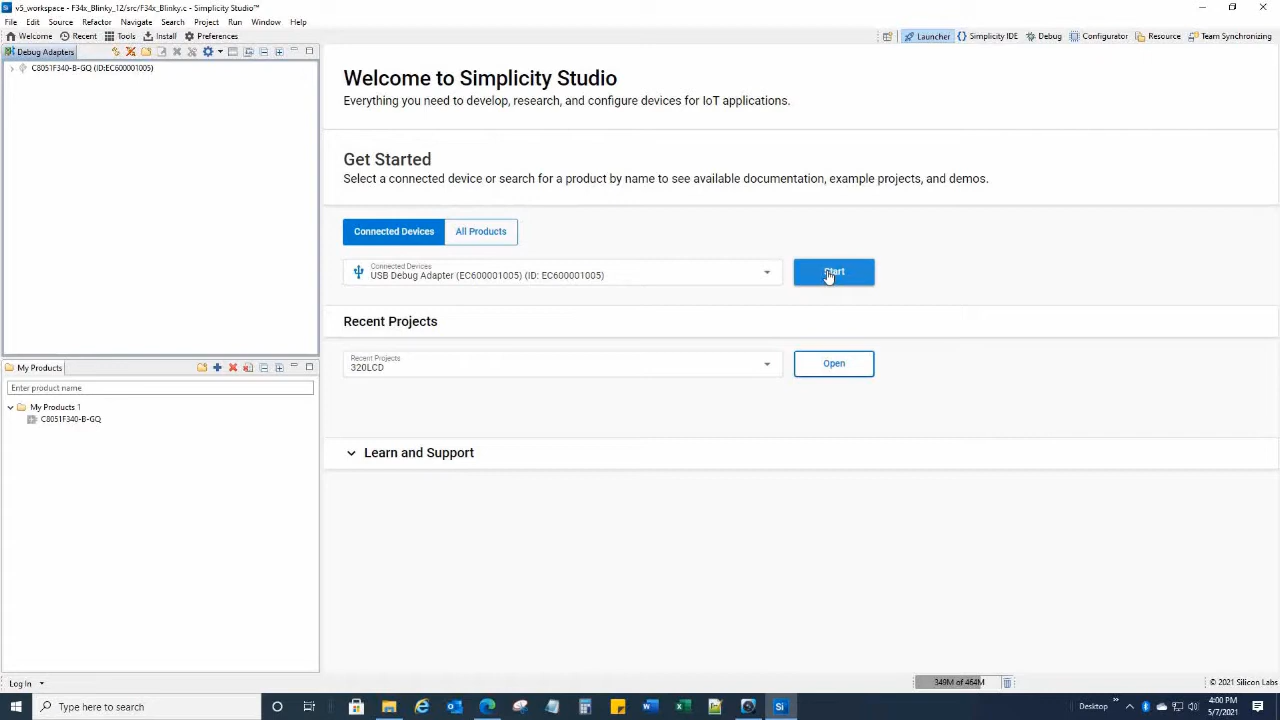 v5_workspace - F34x_Blinky_12/src/F34x_Blinky.c - Simplicity Studio™
File Edit Source Refactor Navigate Search Project Run Window Help
Welcome Recent Tools Install Preferences
Launcher Simplicity IDE Debug Configurator Resource Team Synchronizing
Debug Adapters
C8051F340-B-GQ (ID:EC600001005)
Welcome to Simplicity Studio
Everything you need to develop, research, and configure devices for IoT applications.
Get Started
Select a connected device or search for a product by name to see available documentation, example projects, and demos.
Connected Devices All Products
Connected Devices
USB Debug Adapter (EC600001005) (ID: EC600001005)
Start
Recent Projects
Recent Projects
320LCD
Open
Learn and Support
My Products
Enter product name
My Products 1
C8051F340-B-GQ
Log In
349M of 464M
© 2021 Silicon Labs
Type here to search
Desktop
4:00 PM
5/7/2021